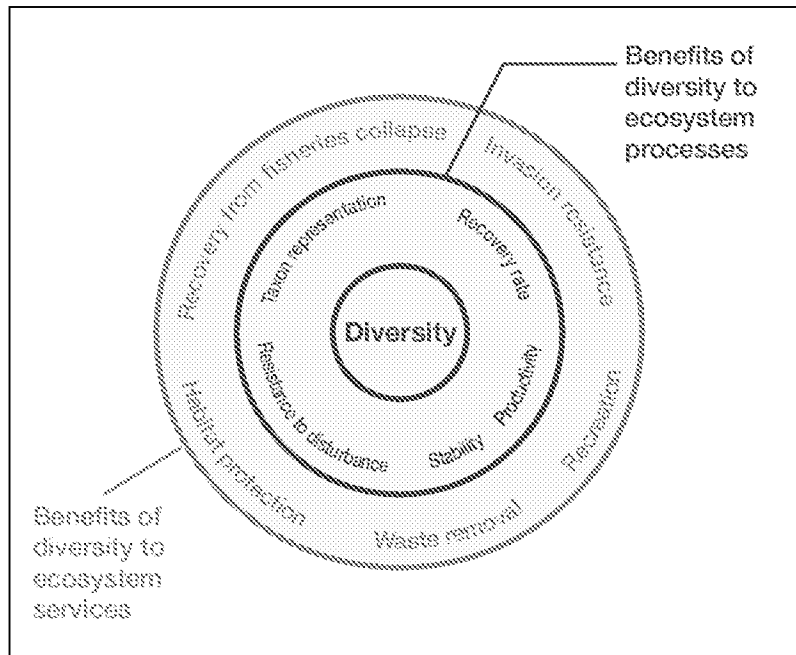 Benefits of
diversity to
ecosystem
processes
Recovery from fisheries collapse
Invasion resistance
Taxon representation
Recovery rate
Diversity
Resistance to disturbance
Stability
Productivity
Habitat protection
Waste removal
Recreation
Benefits of
diversity to
ecosystem
services